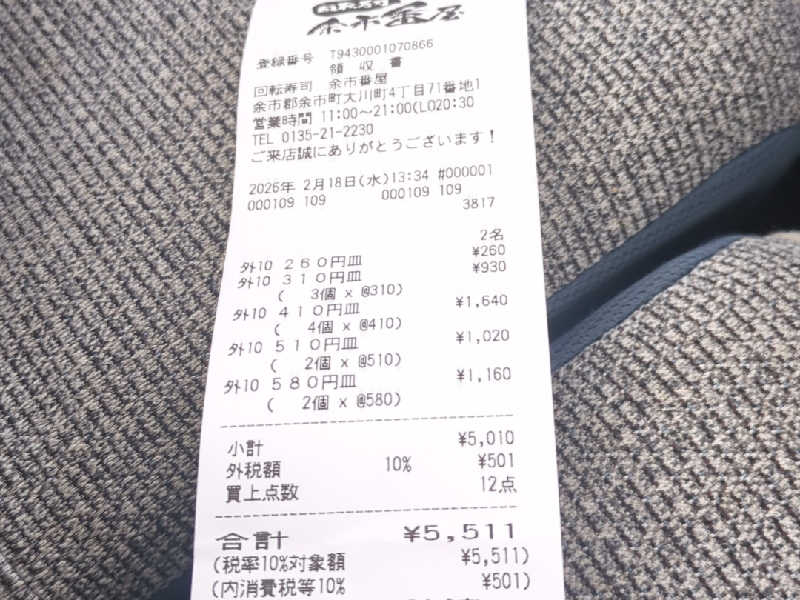 余市番屋
登録番号 T9430001070866
領 収 書
回転寿司 余市番屋
余市郡余市町大川町4丁目71番地1
営業時間 11:00～21:00(LO20:30
TEL 0135-21-2230
ご来店誠にありがとうございます！
2026年 2月18日(水)13:34 #000001
000109 109 000109 109
3817
2名
外10 260円皿 ¥260
外10 310円皿 ¥930
( 3個 x @310)
外10 410円皿 ¥1,640
( 4個 x @410)
外10 510円皿 ¥1,020
( 2個 x @510)
外10 580円皿 ¥1,160
( 2個 x @580)
小計 ¥5,010
外税額 10% ¥501
買上点数 12点
合計 ¥5,511
(税率10%対象額 ¥5,511)
(内消費税等10% ¥501)